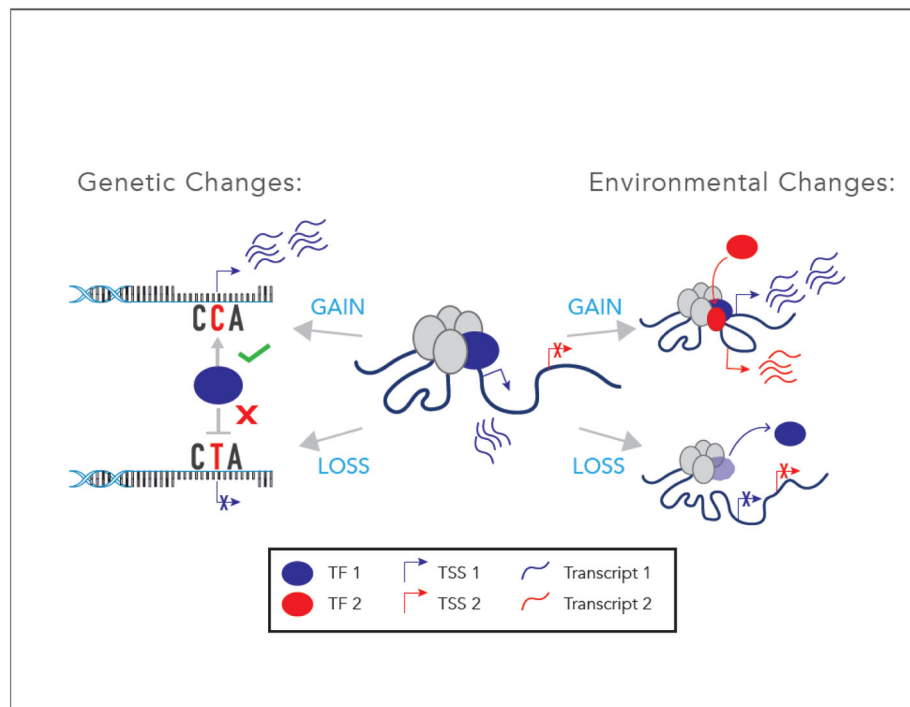 Genetic Changes:
Environmental Changes:
GAIN
GAIN
CCA
X
CTA
LOSS
LOSS
TF 1
TSS 1
Transcript 1
TF 2
TSS 2
Transcript 2